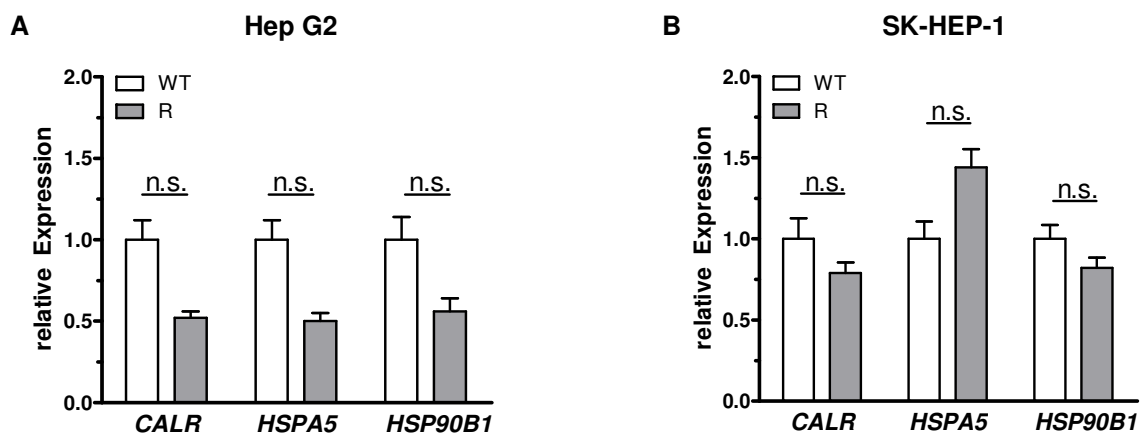 A
Hep G2
relative Expression
2.0
1.5
1.0
0.5
0.0
WT
R
n.s.
n.s.
n.s.
CALR
HSPA5
HSP90B1
B
SK-HEP-1
relative Expression
2.0
1.5
1.0
0.5
0.0
WT
R
n.s.
n.s.
n.s.
CALR
HSPA5
HSP90B1